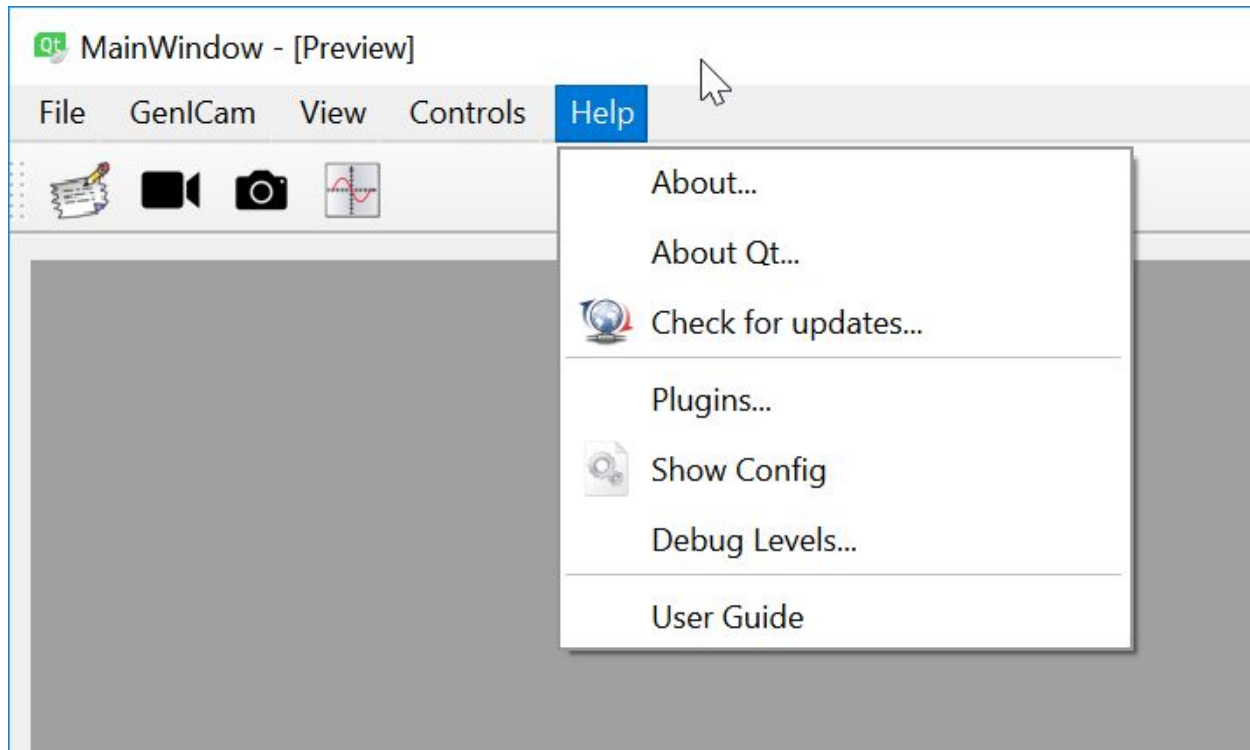 MainWindow - [Preview]
File GenICam View Controls Help
About...
About Qt...
Check for updates...
Plugins...
Show Config
Debug Levels...
User Guide